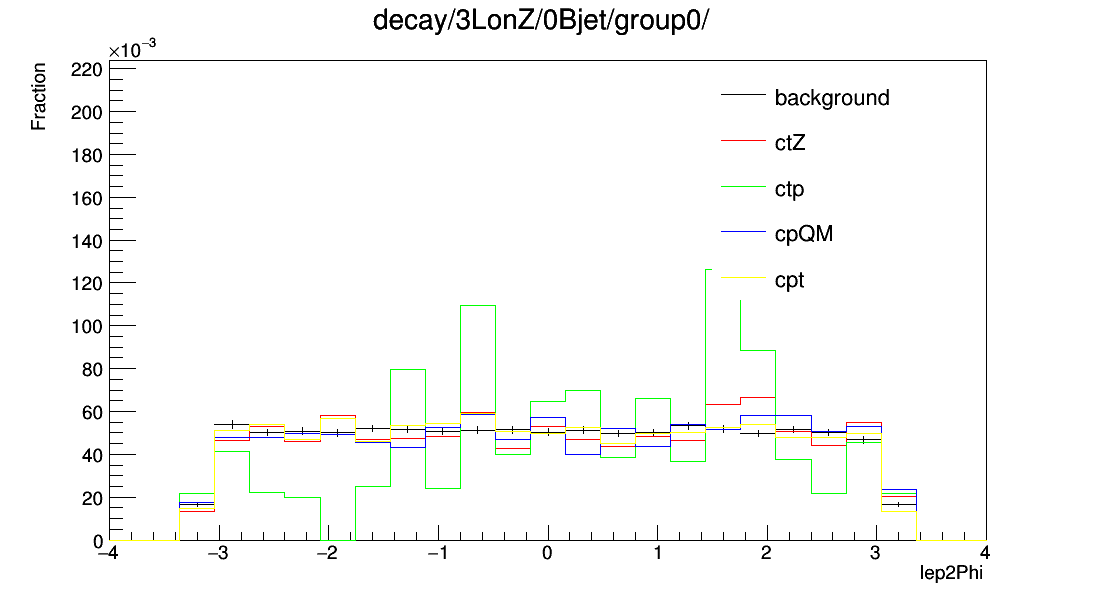 decay/3LonZ/0Bjet/group0/
×10⁻³
Fraction
220
200
180
160
140
120
100
80
60
40
20
0
background
ctZ
ctp
cpQM
cpt
−4 −3 −2 −1 0 1 2 3 4
lep2Phi